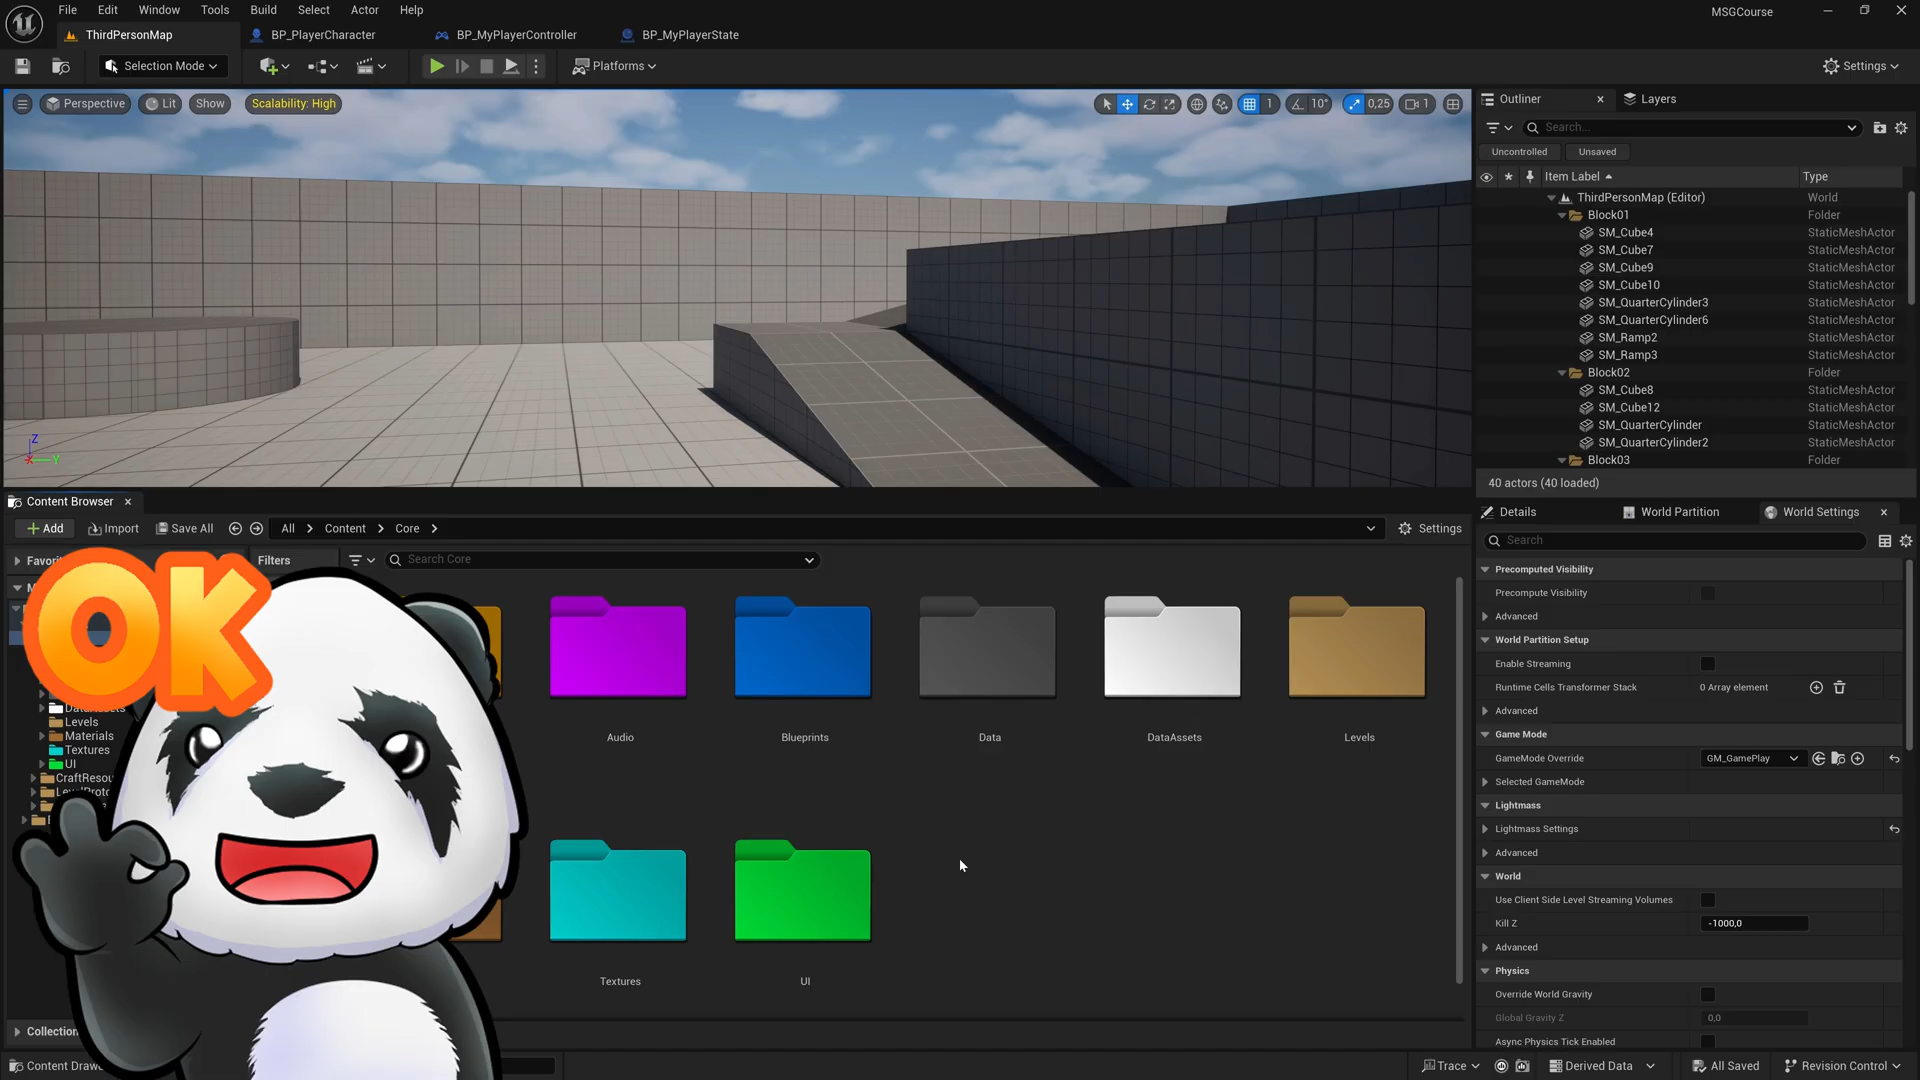 File Edit Window Tools Build Select Actor Help
MSGCourse
ThirdPersonMap BP_PlayerCharacter BP_MyPlayerController BP_MyPlayerState
Selection Mode Platforms Settings
Perspective Lit Show Scalability: High 1 10° 0,25 1
Outliner Layers
Search...
Uncontrolled Unsaved
Item Label Type
ThirdPersonMap (Editor) World
Block01 Folder
SM_Cube4 StaticMeshActor
SM_Cube7 StaticMeshActor
SM_Cube9 StaticMeshActor
SM_Cube10 StaticMeshActor
SM_QuarterCylinder3 StaticMeshActor
SM_QuarterCylinder6 StaticMeshActor
SM_Ramp2 StaticMeshActor
SM_Ramp3 StaticMeshActor
Block02 Folder
SM_Cube8 StaticMeshActor
SM_Cube12 StaticMeshActor
SM_QuarterCylinder StaticMeshActor
SM_QuarterCylinder2 StaticMeshActor
Block03 Folder
40 actors (40 loaded)
Z
X Y
Content Browser
Add Import Save All All Content Core Settings
Filters Search Core
OK
Levels
Materials
Textures
UI
Audio Blueprints Data DataAssets Levels
Textures UI
Details World Partition World Settings
Search
Precomputed Visibility
Precompute Visibility
Advanced
World Partition Setup
Enable Streaming
Runtime Cells Transformer Stack 0 Array element
Advanced
Game Mode
GameMode Override GM_GamePlay
Selected GameMode
Lightmass
Lightmass Settings
Advanced
World
Use Client Side Level Streaming Volumes
Kill Z -1000,0
Advanced
Physics
Override World Gravity
Global Gravity Z 0,0
Async Physics Tick Enabled
Trace Derived Data All Saved Revision Control